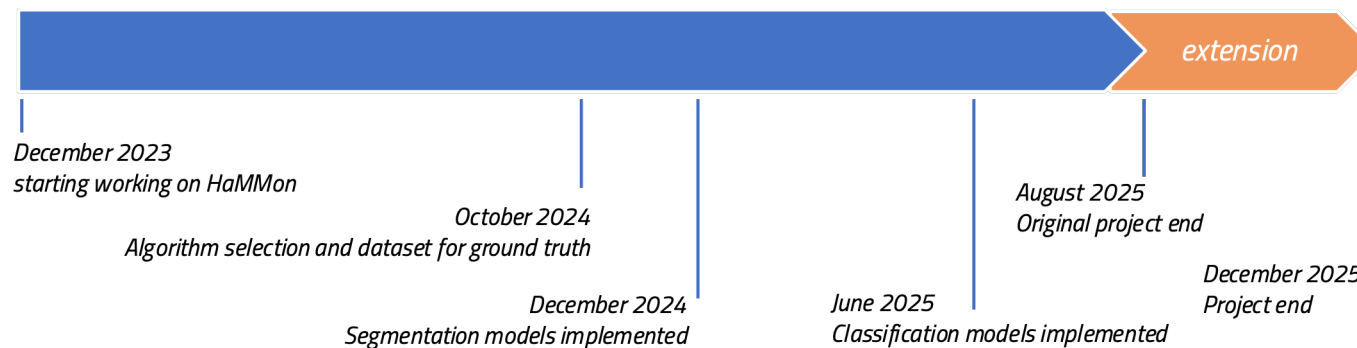 extension
December 2023
starting working on HaMMon
October 2024
Algorithm selection and dataset for ground truth
December 2024
Segmentation models implemented
June 2025
Classification models implemented
August 2025
Original project end
December 2025
Project end